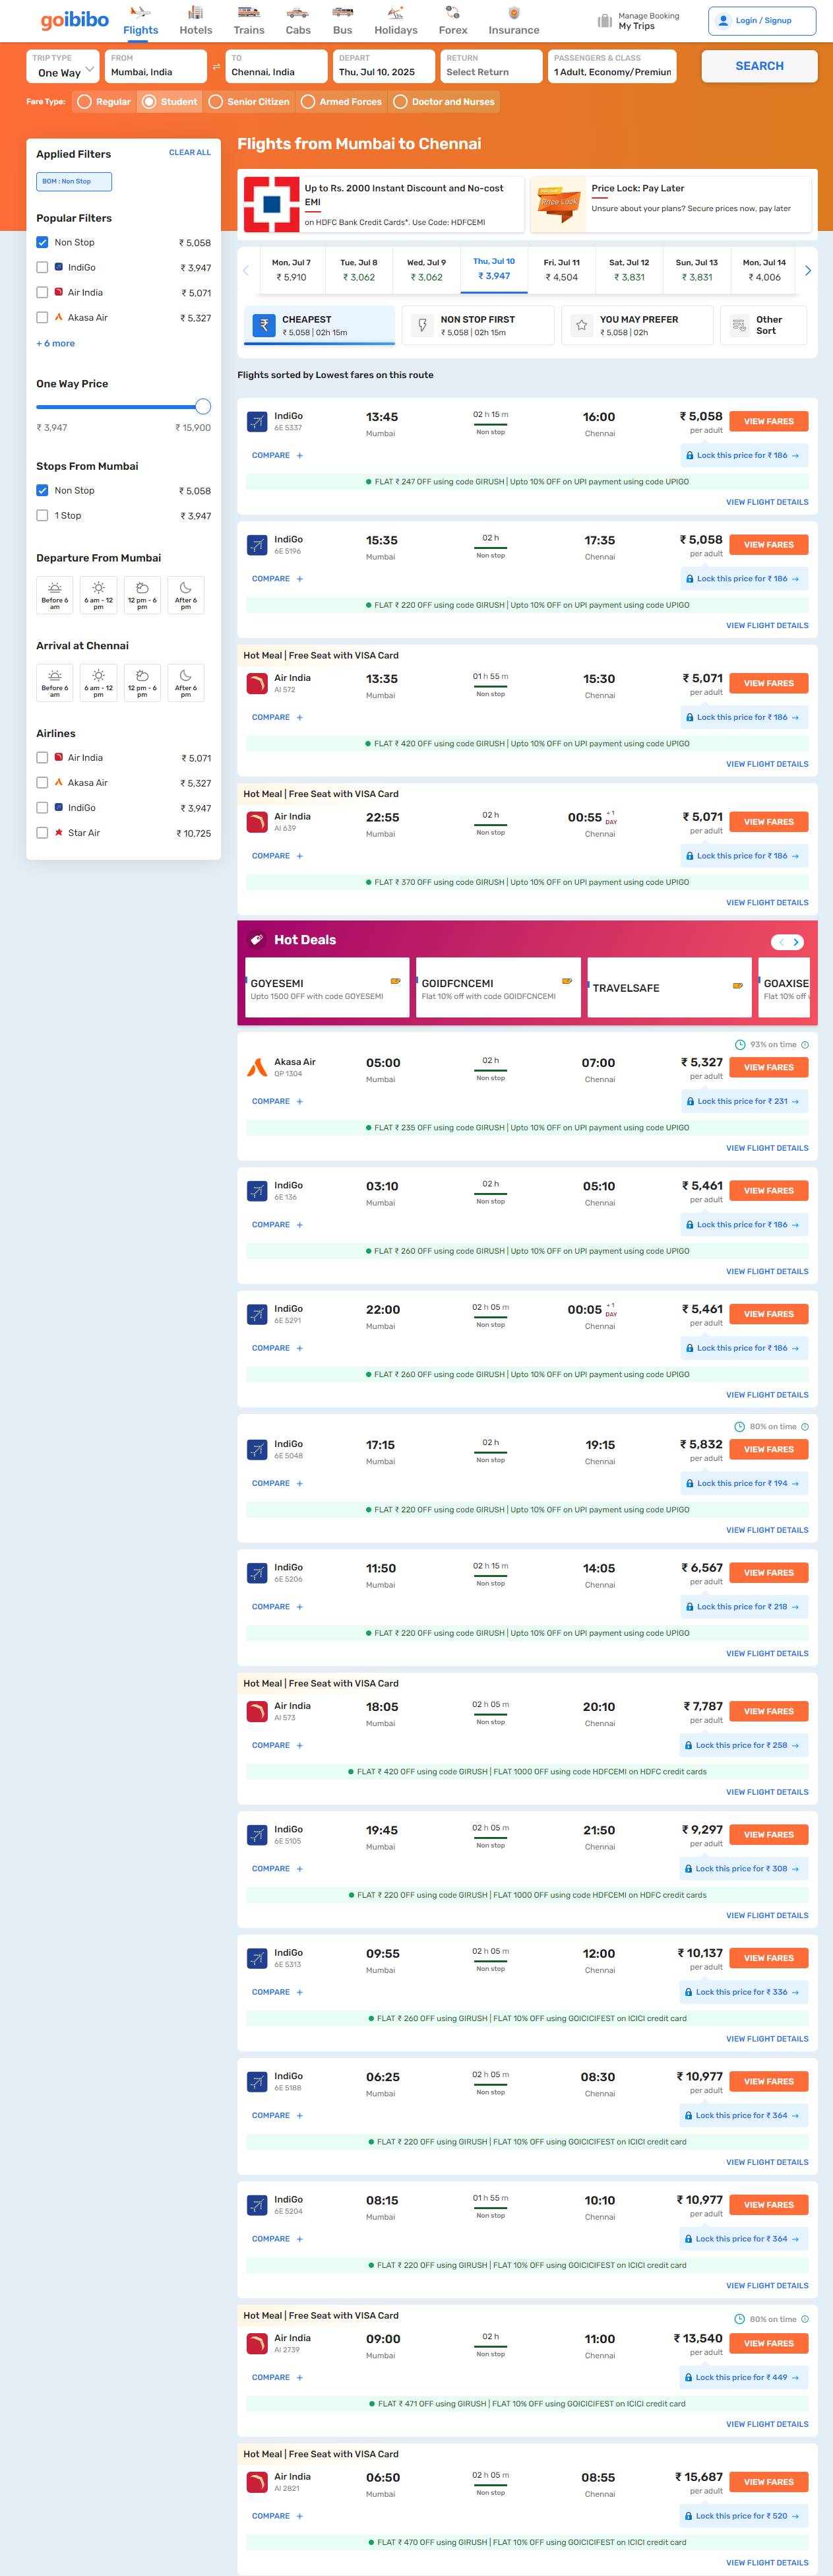 goibibo
Flights
Hotels
Trains
Cabs
Bus
Holidays
Forex
Insurance
Manage Booking
My Trips
Login / Signup
TRIP TYPE
One Way
FROM
Mumbai, India
TO
Chennai, India
DEPART
Thu, Jul 10, 2025
RETURN
Select Return
PASSENGERS & CLASS
1 Adult, Economy/Premiun
SEARCH
Fare Type:
Regular
Student
Senior Citizen
Armed Forces
Doctor and Nurses
Applied Filters
CLEAR ALL
BOM : Non Stop
Popular Filters
Non Stop ₹ 5,058
IndiGo ₹ 3,947
Air India ₹ 5,071
Akasa Air ₹ 5,327
+ 6 more
One Way Price
₹ 3,947 ₹ 15,900
Stops From Mumbai
Non Stop ₹ 5,058
1 Stop ₹ 3,947
Departure From Mumbai
Before 6 am
6 am - 12 pm
12 pm - 6 pm
After 6 pm
Arrival at Chennai
Before 6 am
6 am - 12 pm
12 pm - 6 pm
After 6 pm
Airlines
Air India ₹ 5,071
Akasa Air ₹ 5,327
IndiGo ₹ 3,947
Star Air ₹ 10,725
Flights from Mumbai to Chennai
Up to Rs. 2000 Instant Discount and No-cost
EMI
on HDFC Bank Credit Cards*. Use Code: HDFCEMI
Price Lock
Price Lock: Pay Later
Unsure about your plans? Secure prices now, pay later
Mon, Jul 7
₹ 5,910
Tue, Jul 8
₹ 3,062
Wed, Jul 9
₹ 3,062
Thu, Jul 10
₹ 3,947
Fri, Jul 11
₹ 4,504
Sat, Jul 12
₹ 3,831
Sun, Jul 13
₹ 3,831
Mon, Jul 14
₹ 4,006
CHEAPEST
₹ 5,058 | 02h 15m
NON STOP FIRST
₹ 5,058 | 02h 15m
YOU MAY PREFER
₹ 5,058 | 02h
Other
Sort
Flights sorted by Lowest fares on this route
IndiGo 13:45 02 h 15 m 16:00 ₹ 5,058 VIEW FARES
6E 5337 Mumbai Non stop Chennai per adult
COMPARE + Lock this price for ₹ 186 →
FLAT ₹ 247 OFF using code GIRUSH | Upto 10% OFF on UPI payment using code UPIGO
VIEW FLIGHT DETAILS
IndiGo 15:35 02 h 17:35 ₹ 5,058 VIEW FARES
6E 5196 Mumbai Non stop Chennai per adult
COMPARE + Lock this price for ₹ 186 →
FLAT ₹ 220 OFF using code GIRUSH | Upto 10% OFF on UPI payment using code UPIGO
VIEW FLIGHT DETAILS
Hot Meal | Free Seat with VISA Card
Air India 13:35 01 h 55 m 15:30 ₹ 5,071 VIEW FARES
AI 572 Mumbai Non stop Chennai per adult
COMPARE + Lock this price for ₹ 186 →
FLAT ₹ 420 OFF using code GIRUSH | Upto 10% OFF on UPI payment using code UPIGO
VIEW FLIGHT DETAILS
Hot Meal | Free Seat with VISA Card
Air India 22:55 02 h 00:55 + 1 DAY ₹ 5,071 VIEW FARES
AI 639 Mumbai Non stop Chennai per adult
COMPARE + Lock this price for ₹ 186 →
FLAT ₹ 370 OFF using code GIRUSH | Upto 10% OFF on UPI payment using code UPIGO
VIEW FLIGHT DETAILS
Hot Deals
GOYESEMI
Upto 1500 OFF with code GOYESEMI
GOIDFCNCEMI
Flat 10% off with code GOIDFCNCEMI
TRAVELSAFE
GOAXISE
Flat 10% off
93% on time
Akasa Air 05:00 02 h 07:00 ₹ 5,327 VIEW FARES
QP 1304 Mumbai Non stop Chennai per adult
COMPARE + Lock this price for ₹ 231 →
FLAT ₹ 235 OFF using code GIRUSH | Upto 10% OFF on UPI payment using code UPIGO
VIEW FLIGHT DETAILS
IndiGo 03:10 02 h 05:10 ₹ 5,461 VIEW FARES
6E 136 Mumbai Non stop Chennai per adult
COMPARE + Lock this price for ₹ 186 →
FLAT ₹ 260 OFF using code GIRUSH | Upto 10% OFF on UPI payment using code UPIGO
VIEW FLIGHT DETAILS
IndiGo 22:00 02 h 05 m 00:05 + 1 DAY ₹ 5,461 VIEW FARES
6E 5291 Mumbai Non stop Chennai per adult
COMPARE + Lock this price for ₹ 186 →
FLAT ₹ 260 OFF using code GIRUSH | Upto 10% OFF on UPI payment using code UPIGO
VIEW FLIGHT DETAILS
80% on time
IndiGo 17:15 02 h 19:15 ₹ 5,832 VIEW FARES
6E 5048 Mumbai Non stop Chennai per adult
COMPARE + Lock this price for ₹ 194 →
FLAT ₹ 220 OFF using code GIRUSH | Upto 10% OFF on UPI payment using code UPIGO
VIEW FLIGHT DETAILS
IndiGo 11:50 02 h 15 m 14:05 ₹ 6,567 VIEW FARES
6E 5206 Mumbai Non stop Chennai per adult
COMPARE + Lock this price for ₹ 218 →
FLAT ₹ 220 OFF using code GIRUSH | Upto 10% OFF on UPI payment using code UPIGO
VIEW FLIGHT DETAILS
Hot Meal | Free Seat with VISA Card
Air India 18:05 02 h 05 m 20:10 ₹ 7,787 VIEW FARES
AI 573 Mumbai Non stop Chennai per adult
COMPARE + Lock this price for ₹ 258 →
FLAT ₹ 420 OFF using code GIRUSH | FLAT 1000 OFF using code HDFCEMI on HDFC credit cards
VIEW FLIGHT DETAILS
IndiGo 19:45 02 h 05 m 21:50 ₹ 9,297 VIEW FARES
6E 5105 Mumbai Non stop Chennai per adult
COMPARE + Lock this price for ₹ 308 →
FLAT ₹ 220 OFF using code GIRUSH | FLAT 1000 OFF using code HDFCEMI on HDFC credit cards
VIEW FLIGHT DETAILS
IndiGo 09:55 02 h 05 m 12:00 ₹ 10,137 VIEW FARES
6E 5313 Mumbai Non stop Chennai per adult
COMPARE + Lock this price for ₹ 336 →
FLAT ₹ 260 OFF using GIRUSH | FLAT 10% OFF using GOICICIFEST on ICICI credit card
VIEW FLIGHT DETAILS
IndiGo 06:25 02 h 05 m 08:30 ₹ 10,977 VIEW FARES
6E 5188 Mumbai Non stop Chennai per adult
COMPARE + Lock this price for ₹ 364 →
FLAT ₹ 220 OFF using GIRUSH | FLAT 10% OFF using GOICICIFEST on ICICI credit card
VIEW FLIGHT DETAILS
IndiGo 08:15 01 h 55 m 10:10 ₹ 10,977 VIEW FARES
6E 5204 Mumbai Non stop Chennai per adult
COMPARE + Lock this price for ₹ 364 →
FLAT ₹ 220 OFF using GIRUSH | FLAT 10% OFF using GOICICIFEST on ICICI credit card
VIEW FLIGHT DETAILS
Hot Meal | Free Seat with VISA Card 80% on time
Air India 09:00 02 h 11:00 ₹ 13,540 VIEW FARES
AI 2739 Mumbai Non stop Chennai per adult
COMPARE + Lock this price for ₹ 449 →
FLAT ₹ 471 OFF using GIRUSH | FLAT 10% OFF using GOICICIFEST on ICICI credit card
VIEW FLIGHT DETAILS
Hot Meal | Free Seat with VISA Card
Air India 06:50 02 h 05 m 08:55 ₹ 15,687 VIEW FARES
AI 2821 Mumbai Non stop Chennai per adult
COMPARE + Lock this price for ₹ 520 →
FLAT ₹ 470 OFF using GIRUSH | FLAT 10% OFF using GOICICIFEST on ICICI credit card
VIEW FLIGHT DETAILS